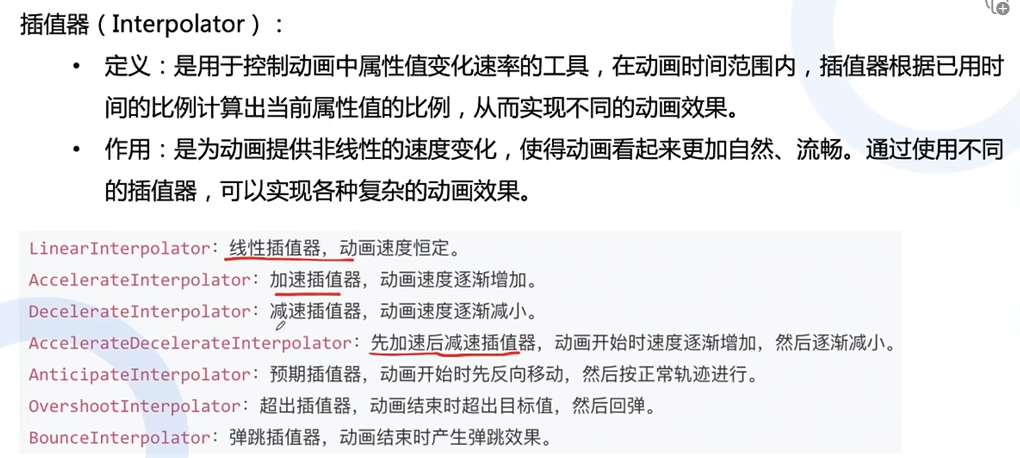 插值器（Interpolator）：
• 定义：是用于控制动画中属性值变化速率的工具，在动画时间范围内，插值器根据已用时
间的比例计算出当前属性值的比例，从而实现不同的动画效果。
• 作用：是为动画提供非线性的速度变化，使得动画看起来更加自然、流畅。通过使用不同
的插值器，可以实现各种复杂的动画效果。
LinearInterpolator：线性插值器，动画速度恒定。
AccelerateInterpolator：加速插值器，动画速度逐渐增加。
DecelerateInterpolator：减速插值器，动画速度逐渐减小。
AccelerateDecelerateInterpolator：先加速后减速插值器，动画开始时速度逐渐增加，然后逐渐减小。
AnticipateInterpolator：预期插值器，动画开始时先反向移动，然后按正常轨迹进行。
OvershootInterpolator：超出插值器，动画结束时超出目标值，然后回弹。
BounceInterpolator：弹跳插值器，动画结束时产生弹跳效果。